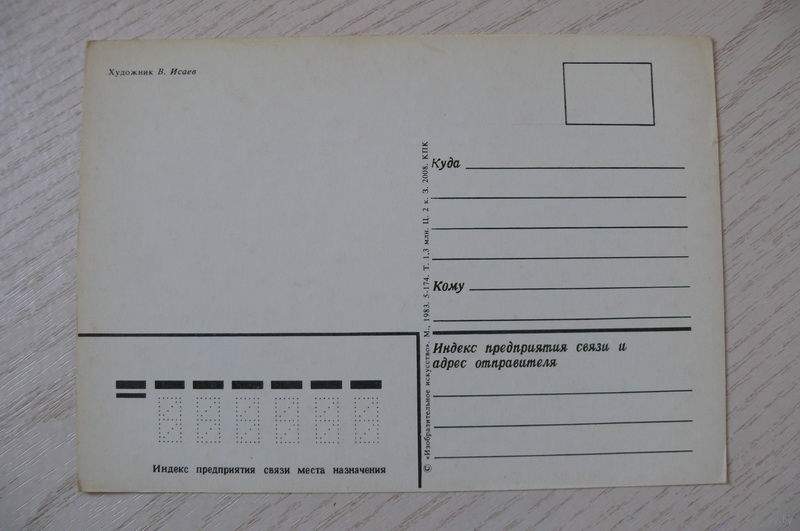 Художник В. Исаев
Куда
Кому
© «Изобразительное искусство». М., 1983. 5-174. Т. 1,3 млн. Ц. 2 к. З. 2008. КПК
Индекс предприятия связи и
адрес отправителя
Индекс предприятия связи места назначения